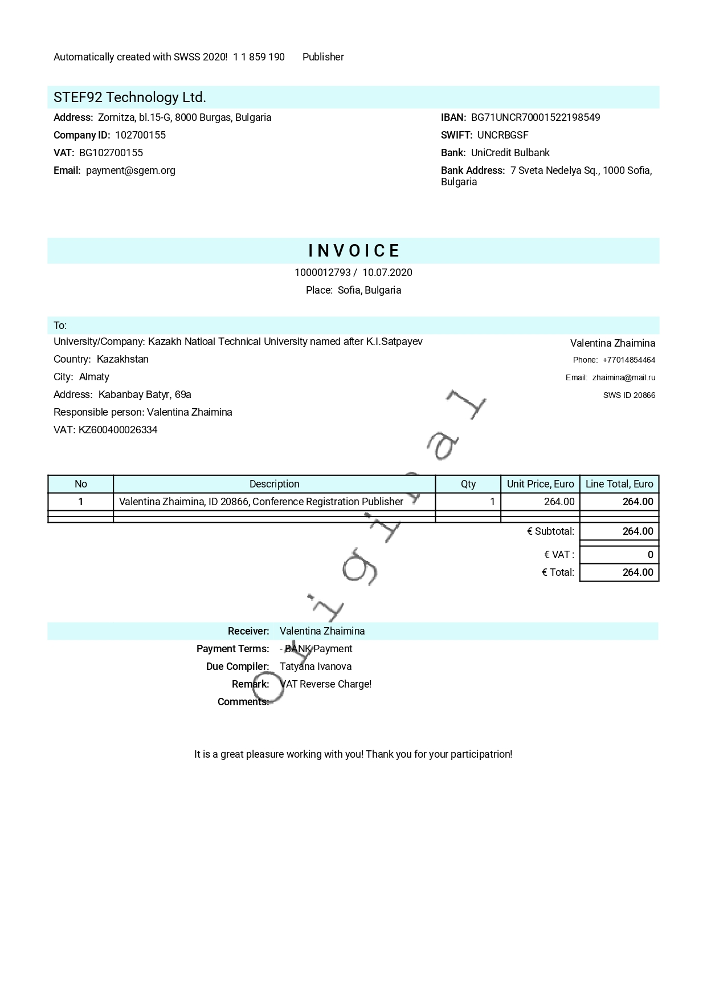 Automatically created with SWSS 2020!  1 1 859 190  Publisher
STEF92 Technology Ltd.
Address: Zornitza, bl.15-G, 8000 Burgas, Bulgaria
IBAN: BG71UNCR70001522198549
Company ID: 102700155
SWIFT: UNCRBGSF
VAT: BG102700155
Bank: UniCredit Bulbank
Email: payment@sgem.org
Bank Address: 7 Sveta Nedelya Sq., 1000 Sofia,
Bulgaria
INVOICE
1000012793 / 10.07.2020
Place: Sofia, Bulgaria
To:
University/Company: Kazakh Natioal Technical University named after K.I.Satpayev
Valentina Zhaimina
Country: Kazakhstan
Phone: +77014854464
City: Almaty
Email: zhaimina@mail.ru
Address: Kabanbay Batyr, 69a
SWS ID 20866
Responsible person: Valentina Zhaimina
VAT: KZ600400026334
Original
No Description Qty Unit Price, Euro Line Total, Euro
1 Valentina Zhaimina, ID 20866, Conference Registration Publisher 1 264.00 264.00
€ Subtotal: 264.00
€ VAT : 0
€ Total: 264.00
Receiver: Valentina Zhaimina
Payment Terms: - BANK Payment
Due Compiler: Tatyana Ivanova
Remark: VAT Reverse Charge!
Comments:
It is a great pleasure working with you! Thank you for your participatrion!